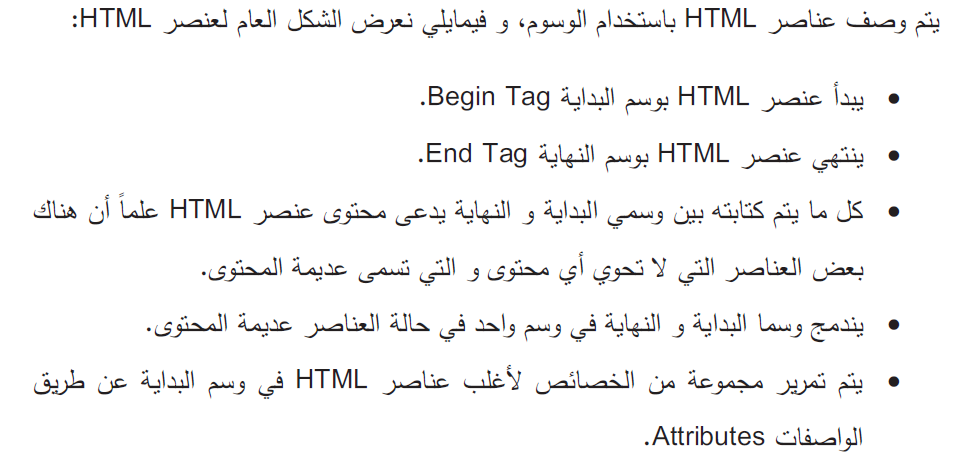 يتم وصف عناصر HTML باستخدام الوسوم، و فيمايلي نعرض الشكل العام لعنصر HTML:
• يبدأ عنصر HTML بوسم البداية Begin Tag.
• ينتهي عنصر HTML بوسم النهاية End Tag.
• كل ما يتم كتابته بين وسمي البداية و النهاية يدعى محتوى عنصر HTML علماً أن هناك
بعض العناصر التي لا تحوي أي محتوى و التي تسمى عديمة المحتوى.
• يندمج وسما البداية و النهاية في وسم واحد في حالة العناصر عديمة المحتوى.
• يتم تمرير مجموعة من الخصائص لأغلب عناصر HTML في وسم البداية عن طريق
الواصفات Attributes.